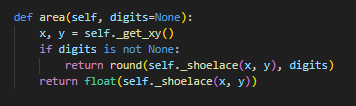 def area(self, digits=None):
    x, y = self._get_xy()
    if digits is not None:
        return round(self._shoelace(x, y), digits)
    return float(self._shoelace(x, y))